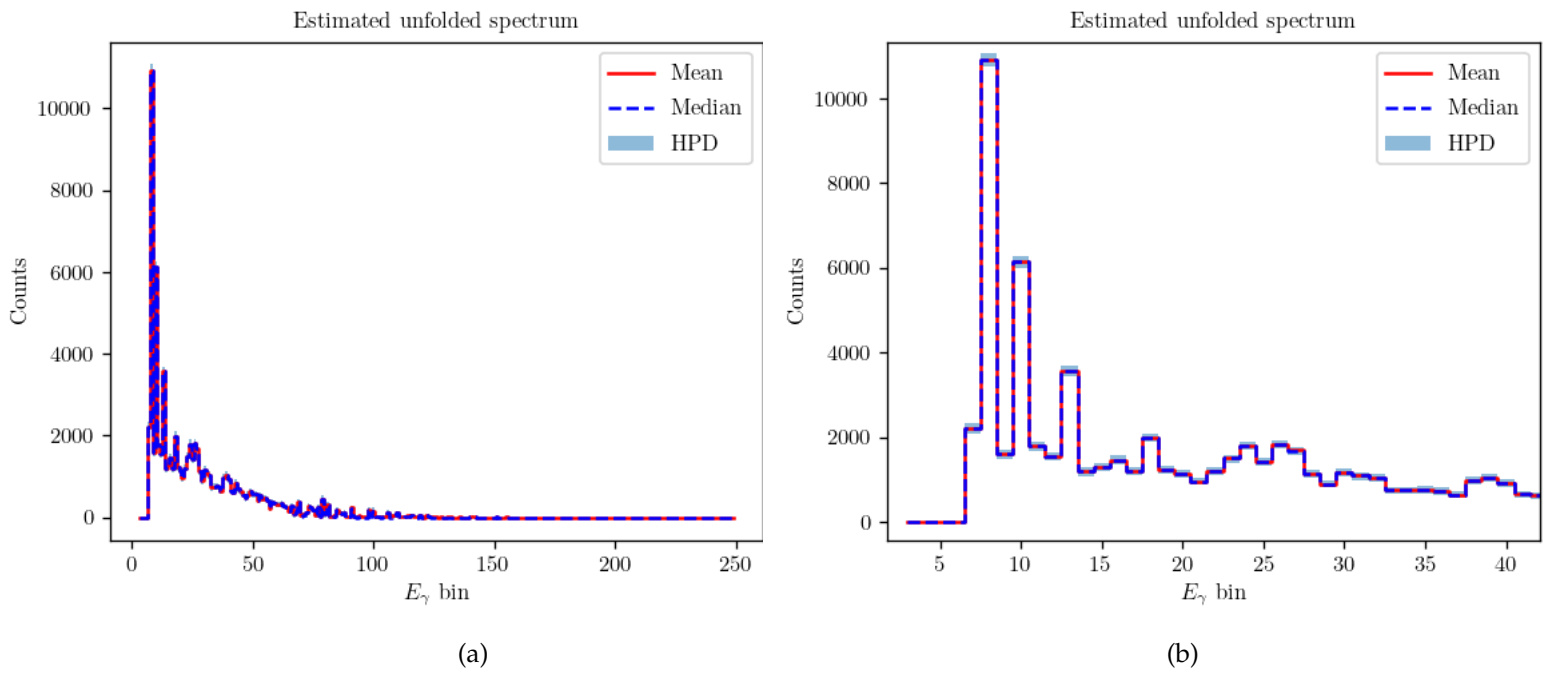 Estimated unfolded spectrum
Mean
Median
HPD
10000
8000
6000
4000
2000
0
Counts
0 50 100 150 200 250
Eγ bin
(a)
Estimated unfolded spectrum
Mean
Median
HPD
10000
8000
6000
4000
2000
0
Counts
5 10 15 20 25 30 35 40
Eγ bin
(b)